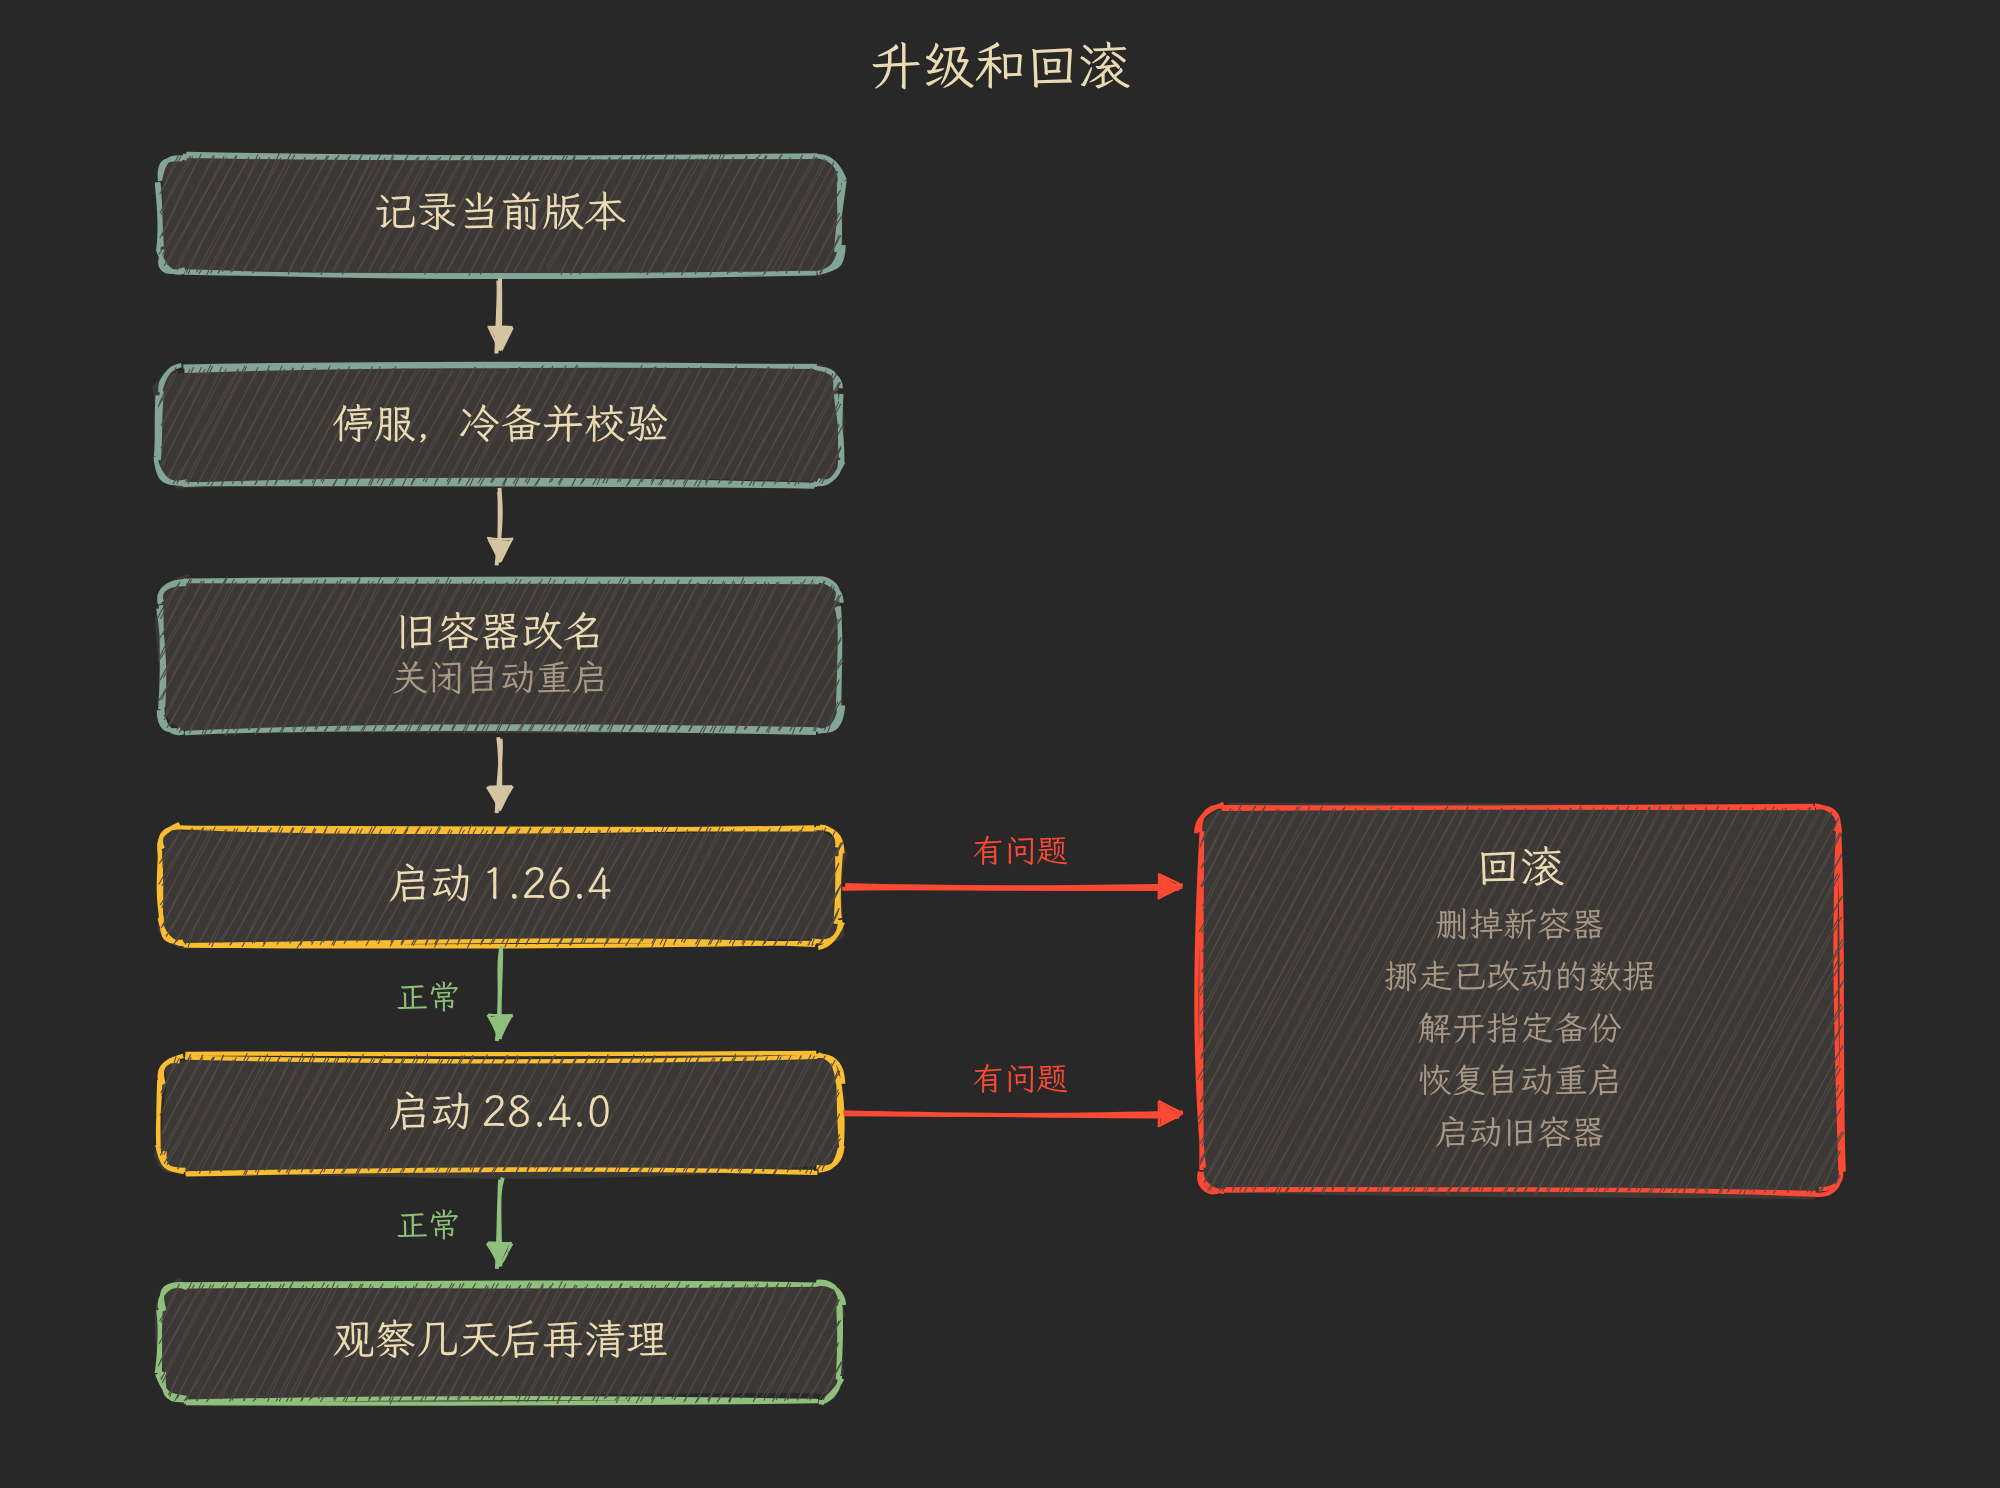 升级和回滚
记录当前版本
停服，冷备并校验
旧容器改名
关闭自动重启
启动 1.26.4
有问题
正常
启动 28.4.0
有问题
正常
观察几天后再清理
回滚
删掉新容器
挪走已改动的数据
解开指定备份
恢复自动重启
启动旧容器